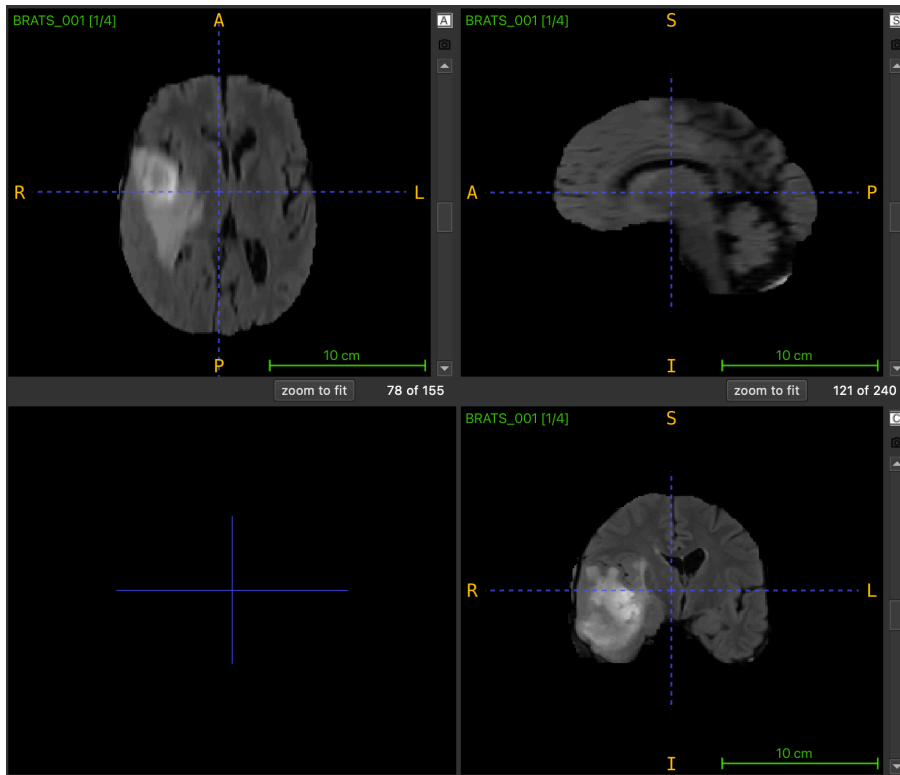 BRATS_001 [1/4]
A
A
R
L
P
10 cm
zoom to fit
78 of 155
BRATS_001 [1/4]
S
S
A
P
I
10 cm
zoom to fit
121 of 240
BRATS_001 [1/4]
S
C
R
L
I
10 cm